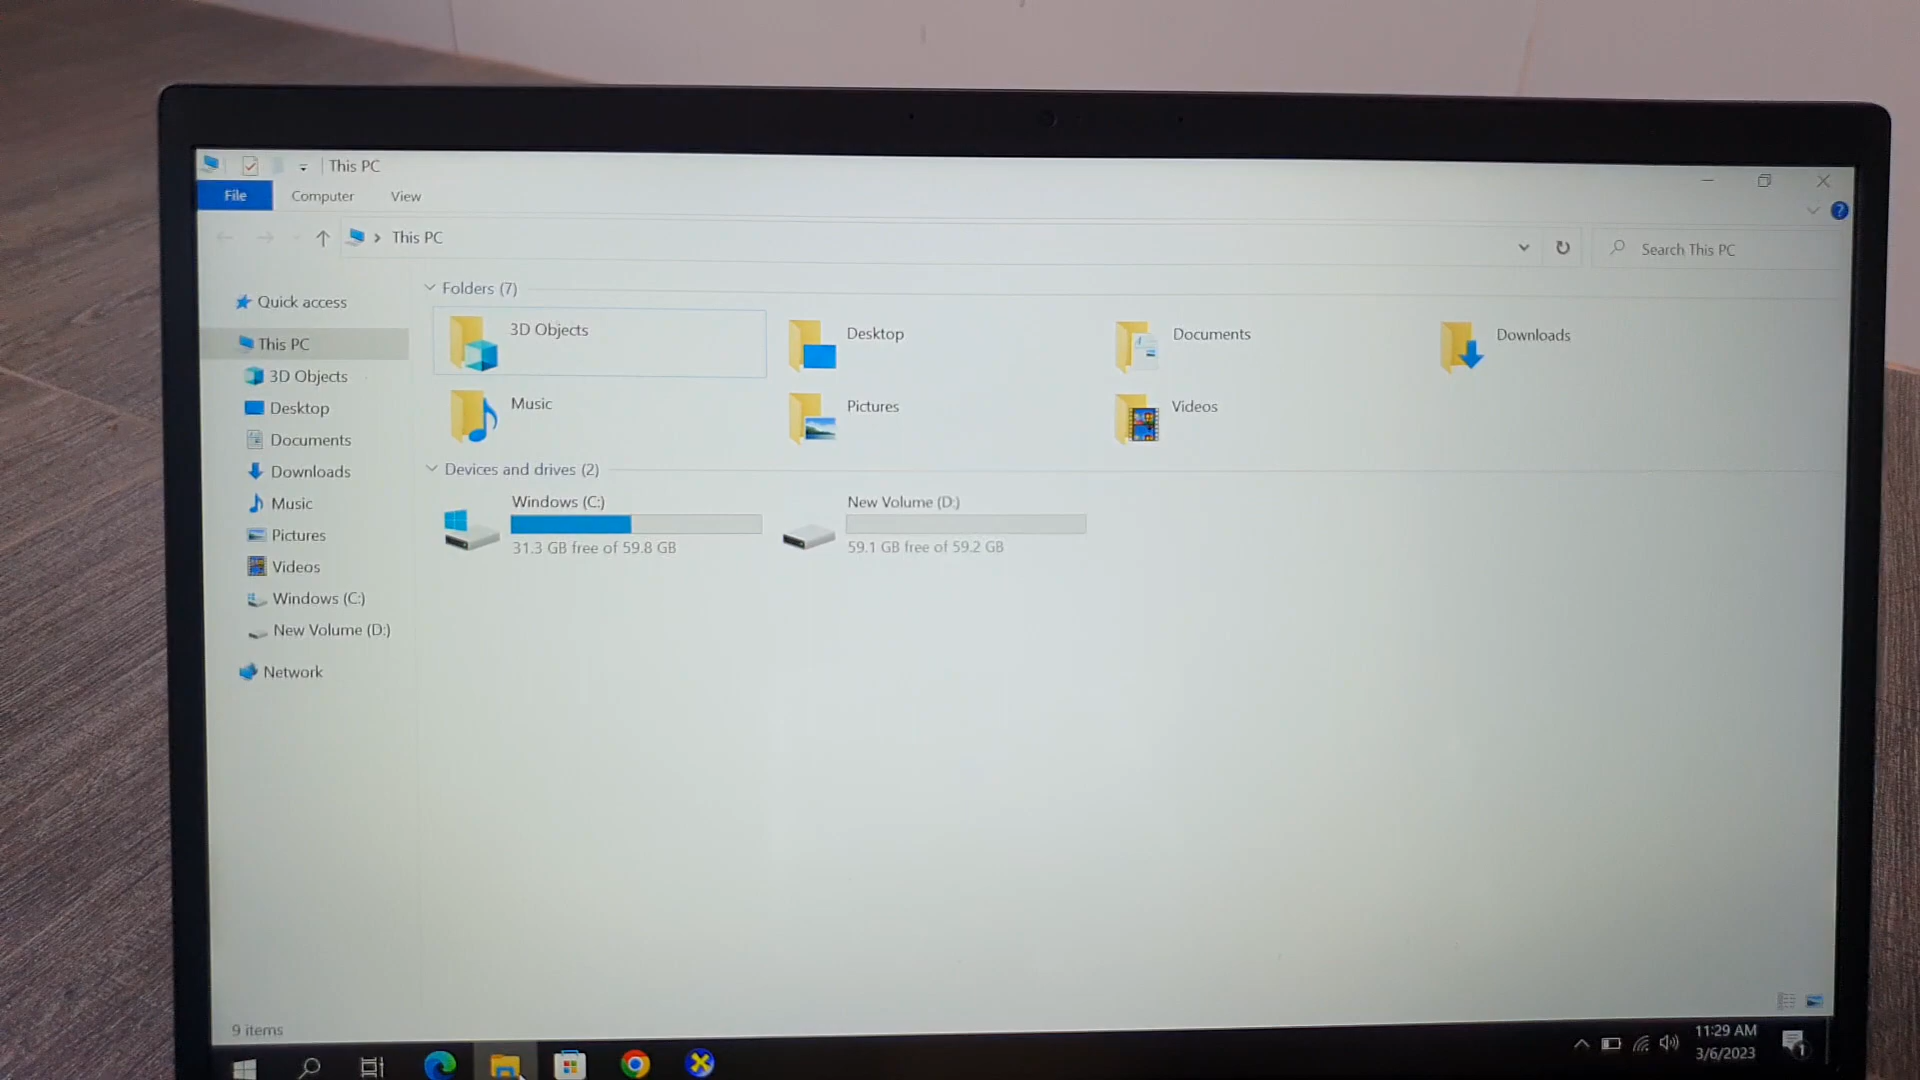 This PC
File
Computer
View
This PC
Search This PC
Quick access
This PC
3D Objects
Desktop
Documents
Downloads
Music
Pictures
Videos
Windows (C:)
New Volume (D:)
Network
Folders (7)
3D Objects
Desktop
Documents
Downloads
Music
Pictures
Videos
Devices and drives (2)
Windows (C:)
31.3 GB free of 59.8 GB
New Volume (D:)
59.1 GB free of 59.2 GB
9 items
11:29 AM
3/6/2023
1